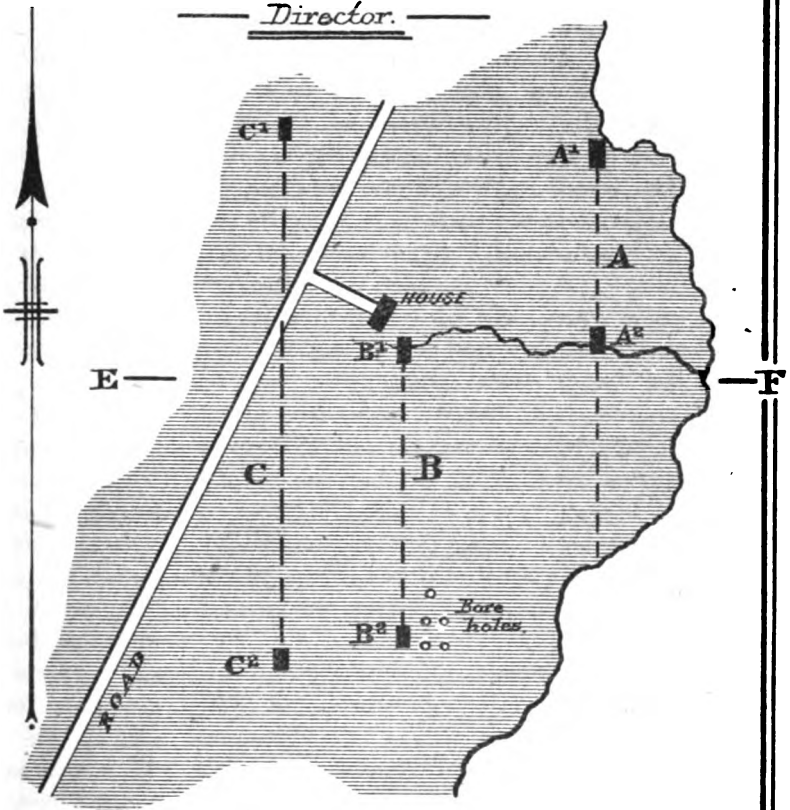 Director.
C¹
A¹
A
HOUSE
A²
B¹
E
F
C
B
Bore
holes.
B²
C²
ROAD